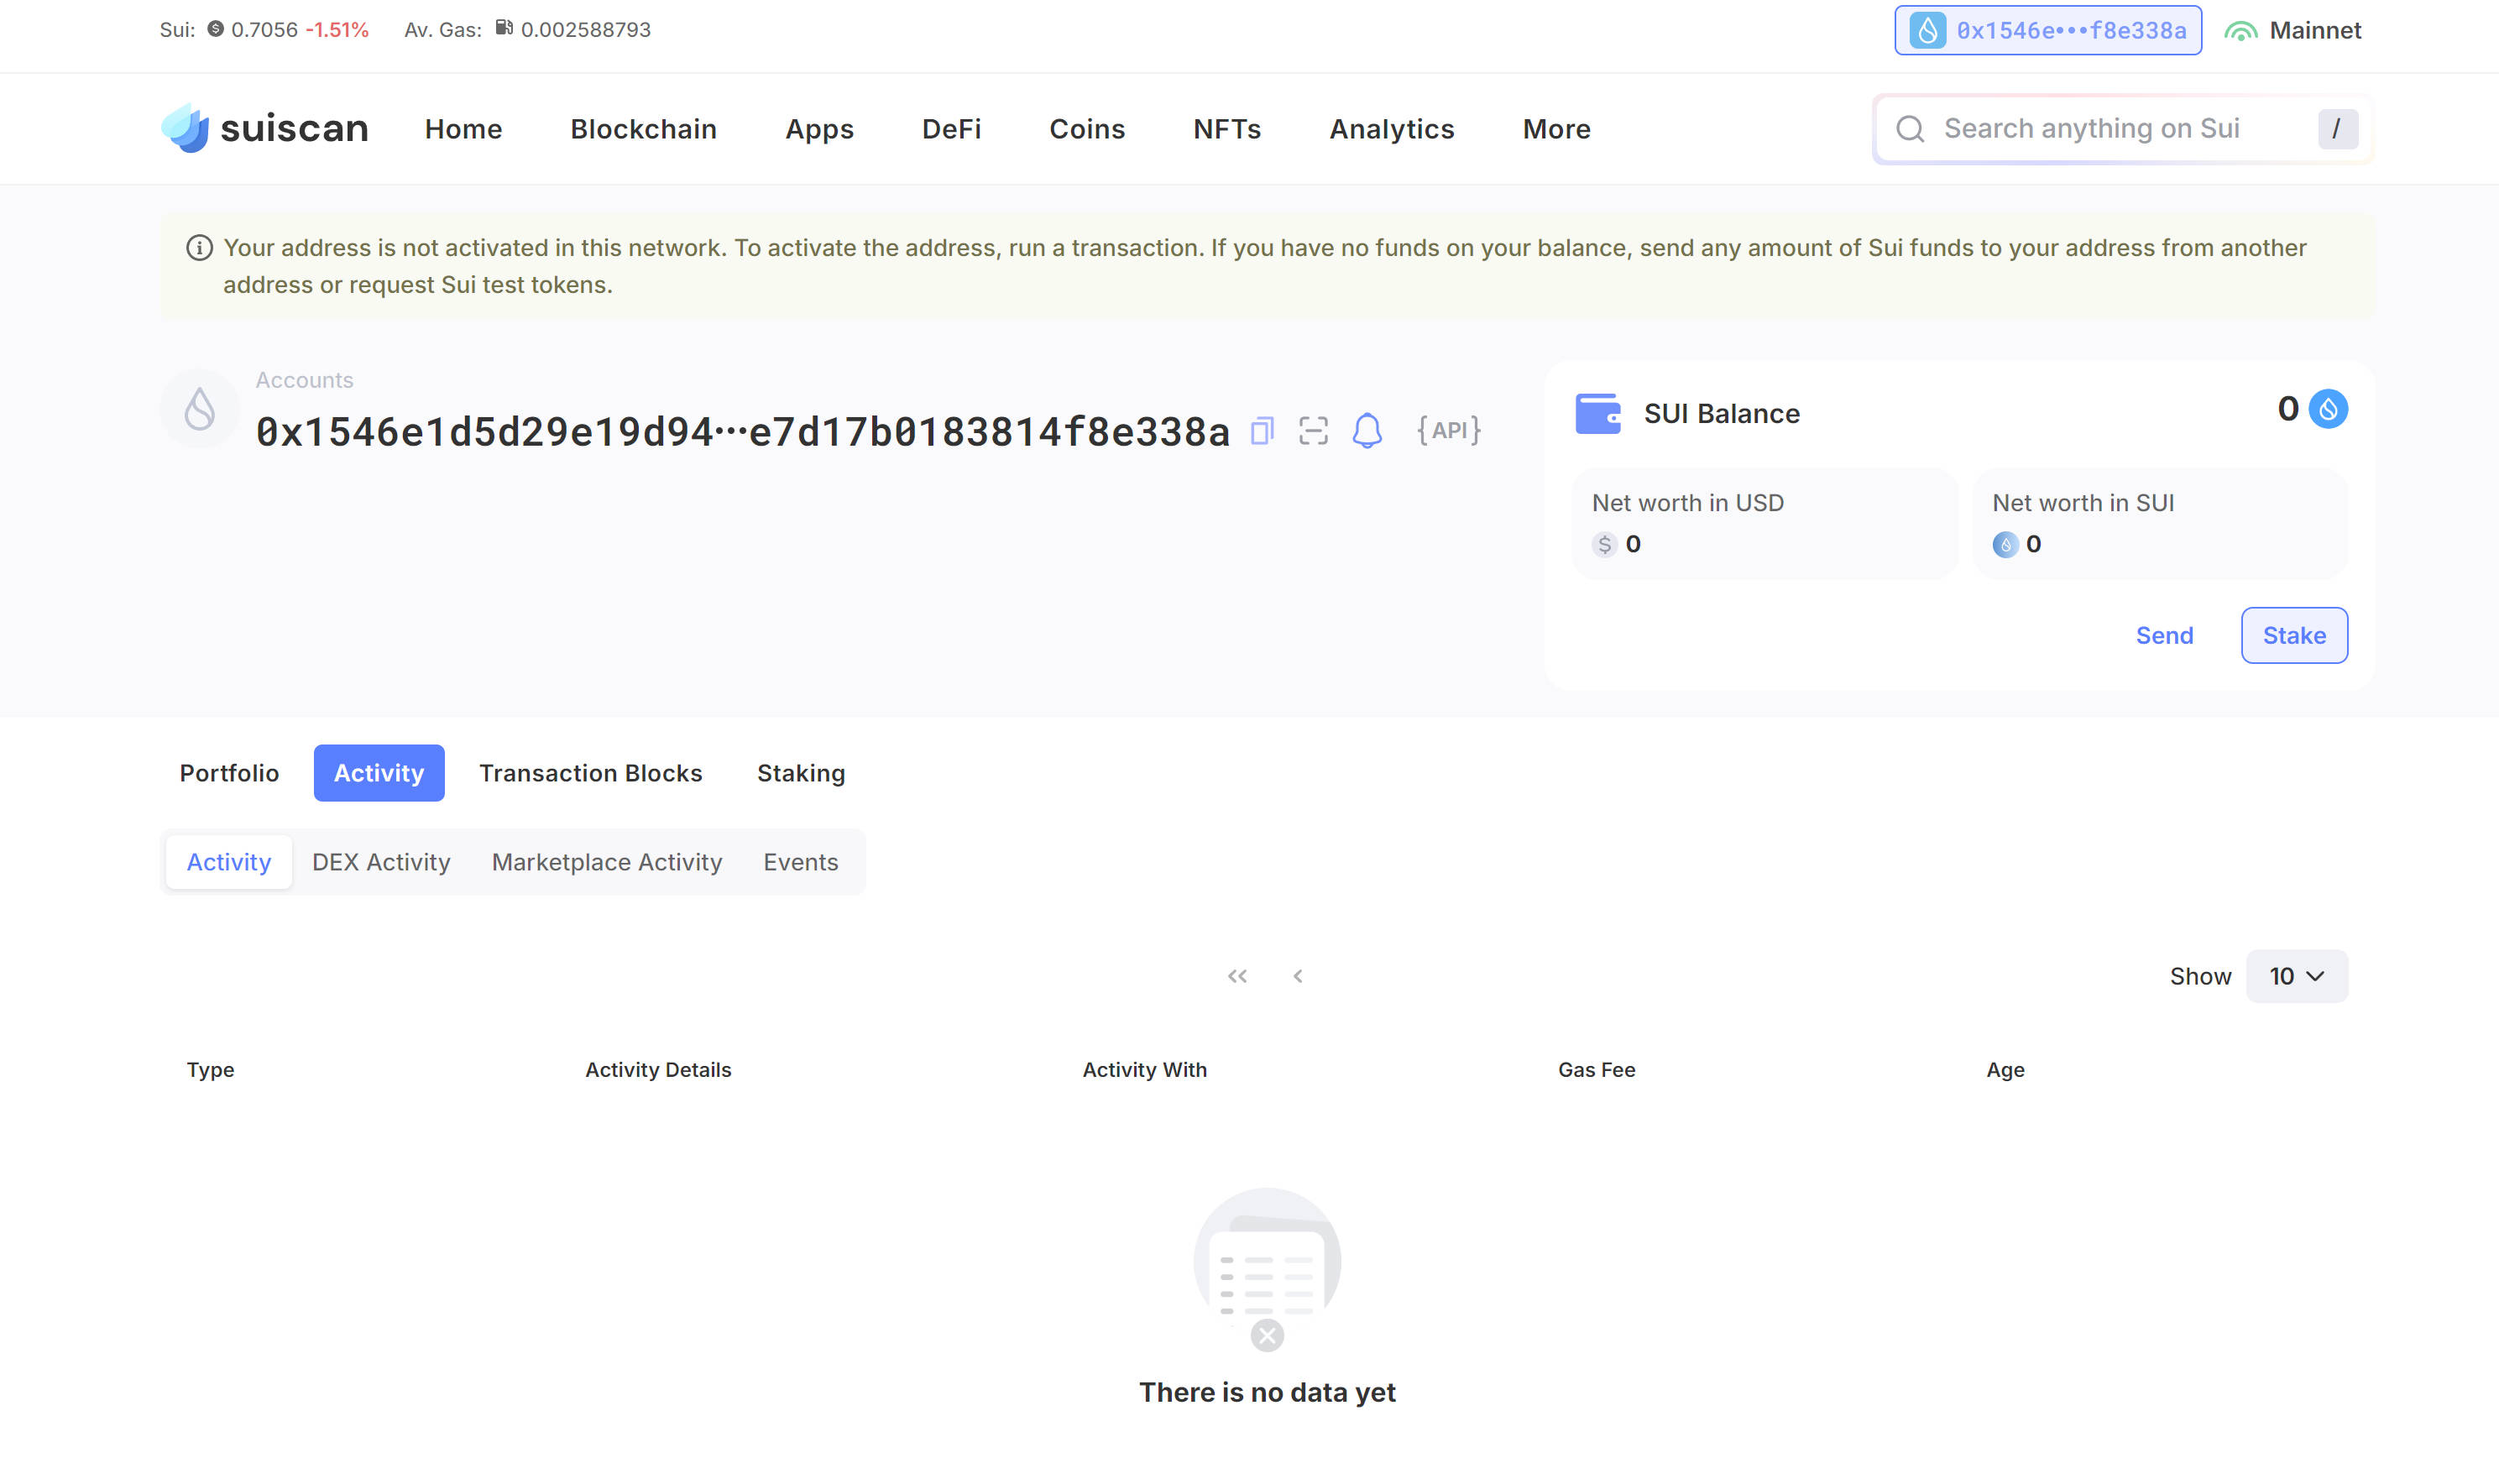 Sui: 0.7056 -1.51% Av. Gas: 0.002588793
0x1546e•••f8e338a Mainnet
suiscan Home Blockchain Apps DeFi Coins NFTs Analytics More Search anything on Sui /
Your address is not activated in this network. To activate the address, run a transaction. If you have no funds on your balance, send any amount of Sui funds to your address from another
address or request Sui test tokens.
Accounts
0x1546e1d5d29e19d94•••e7d17b0183814f8e338a {API}
SUI Balance 0
Net worth in USD Net worth in SUI
$ 0 0
Send Stake
Portfolio Activity Transaction Blocks Staking
Activity DEX Activity Marketplace Activity Events
Show 10
Type Activity Details Activity With Gas Fee Age
There is no data yet